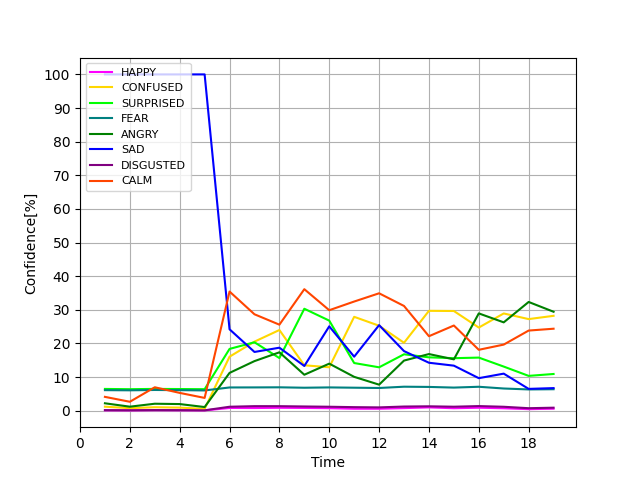 HAPPY
CONFUSED
SURPRISED
FEAR
ANGRY
SAD
DISGUSTED
CALM
100
90
80
70
60
50
40
30
20
10
0
Confidence[%]
0 2 4 6 8 10 12 14 16 18
Time